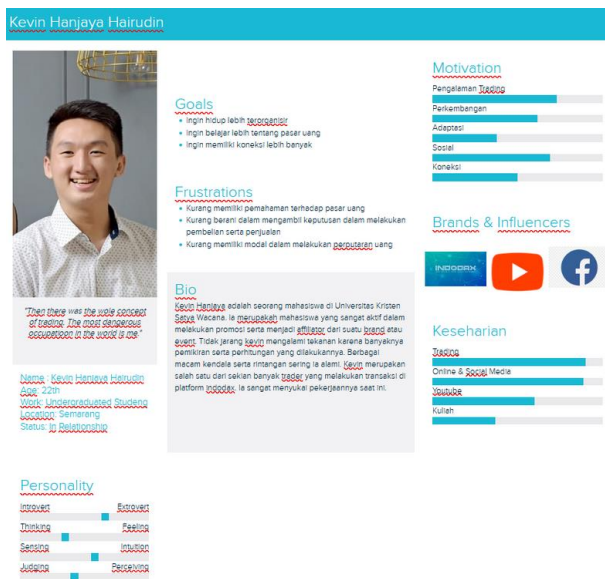 Kevin Hanjaya Hairudin
"Then there was the wole concept
of trading. The most dangerous
occupatioon in the world is me."
Name : Kevin Hanjaya Hairudin
Age: 22th
Work: Undergraduated Studeng
Location: Semarang
Status: In Relationship
Personality
Introvert Extrovert
Thinking Feeling
Sensing Intuition
Judging Perceiving
Goals
• Ingin hidup lebih terorganisir
• Ingin belajar lebih tentang pasar uang
• Ingin memiliki koneksi lebih banyak
Frustrations
• Kurang memiliki pemahaman terhadap pasar uang
• Kurang berani dalam mengambil keputusan dalam melakukan
pembelian serta penjualan
• Kurang memiliki modal dalam melakukan perputaran uang
Bio
Kevin Hanjaya adalah seorang mahasiswa di Universitas Kristen
Satya Wacana. Ia merupakah mahasiswa yang sangat aktif dalam
melakukan promosi serta menjadi affiliator dari suatu brand atau
event. Tidak jarang kevin mengalami tekanan karena banyaknya
pemikiran serta perhitungan yang dilakukannya. Berbagai
macam kendala serta rintangan sering ia alami. Kevin merupakan
salah satu dari sekian banyak trader yang melakukan transaksi di
platform Indodax. Ia sangat menyukai pekerjaannya saat ini.
Motivation
Pengalaman Trading
Perkembangan
Adaptasi
Sosial
Koneksi
Brands & Influencers
INDODAX
Keseharian
Trading
Online & Social Media
Youtube
Kuliah